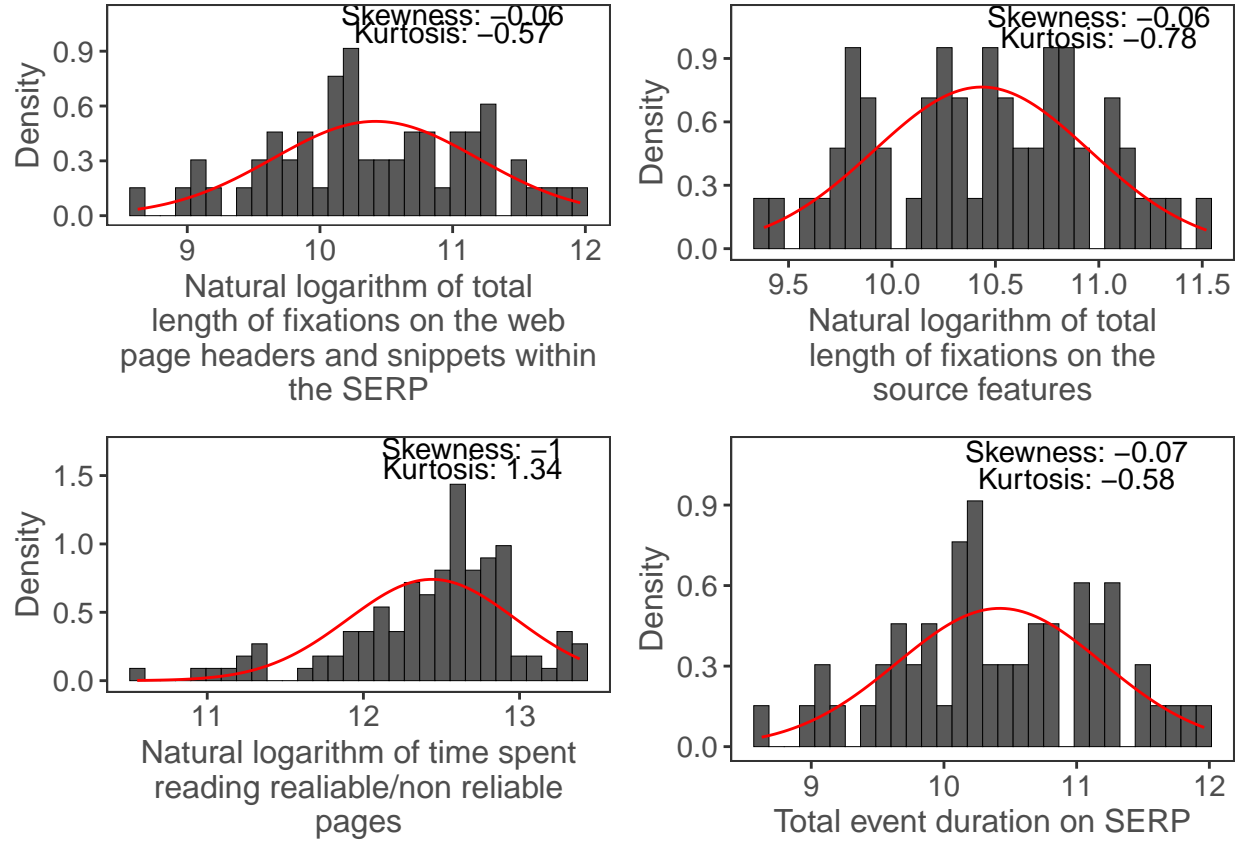 Skewness: −0.06
Kurtosis: −0.57
Density
0.9
0.6
0.3
0.0
9 10 11 12
Natural logarithm of total
length of fixations on the web
page headers and snippets within
the SERP
Skewness: −0.06
Kurtosis: −0.78
Density
0.9
0.6
0.3
0.0
9.5 10.0 10.5 11.0 11.5
Natural logarithm of total
length of fixations on the
source features
Skewness: −1
Kurtosis: 1.34
Density
1.5
1.0
0.5
0.0
11 12 13
Natural logarithm of time spent
reading realiable/non reliable
pages
Skewness: −0.07
Kurtosis: −0.58
Density
0.9
0.6
0.3
0.0
9 10 11 12
Total event duration on SERP